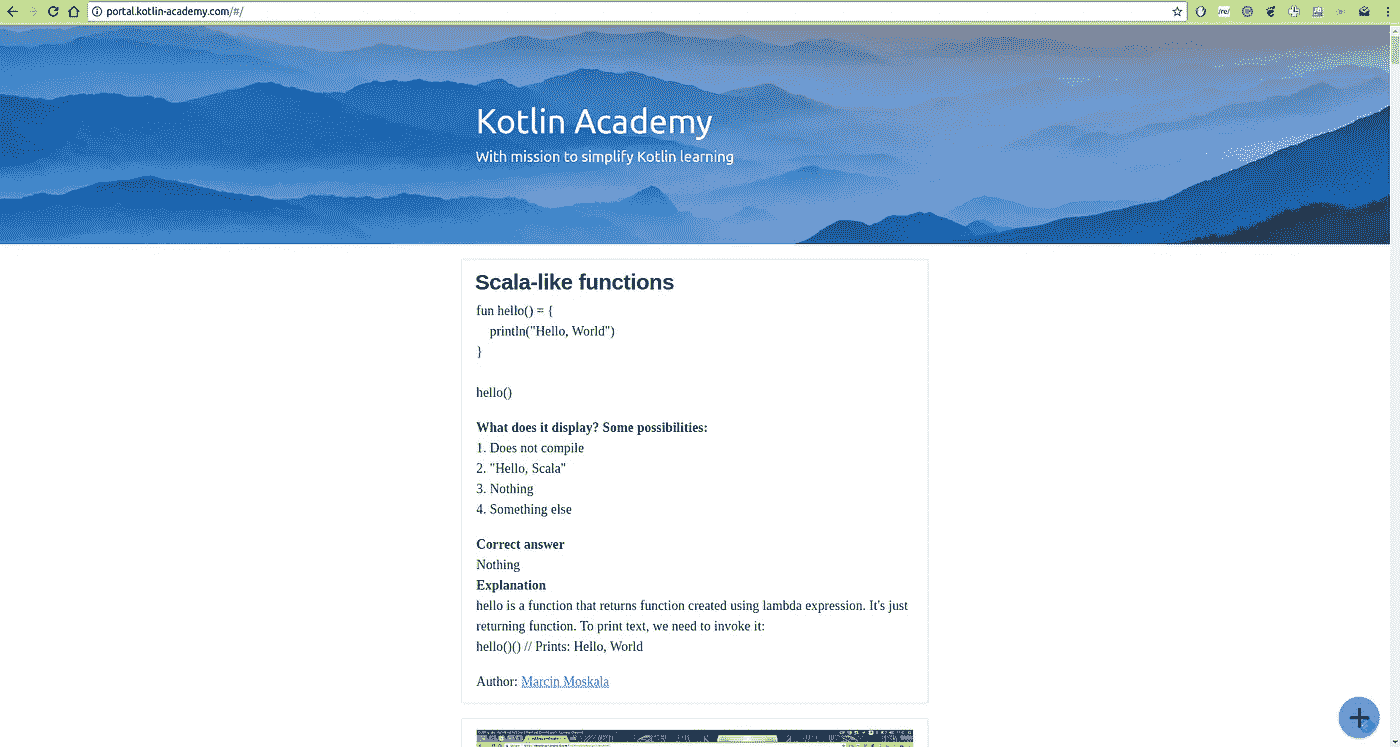 portal.kotlin-academy.com/#/
Kotlin Academy
With mission to simplify Kotlin learning
Scala-like functions
fun hello() = {
println("Hello, World")
}
hello()
What does it display? Some possibilities:
1. Does not compile
2. "Hello, Scala"
3. Nothing
4. Something else
Correct answer
Nothing
Explanation
hello is a function that returns function created using lambda expression. It's just
returning function. To print text, we need to invoke it:
hello()() // Prints: Hello, World
Author: Marcin Moskala